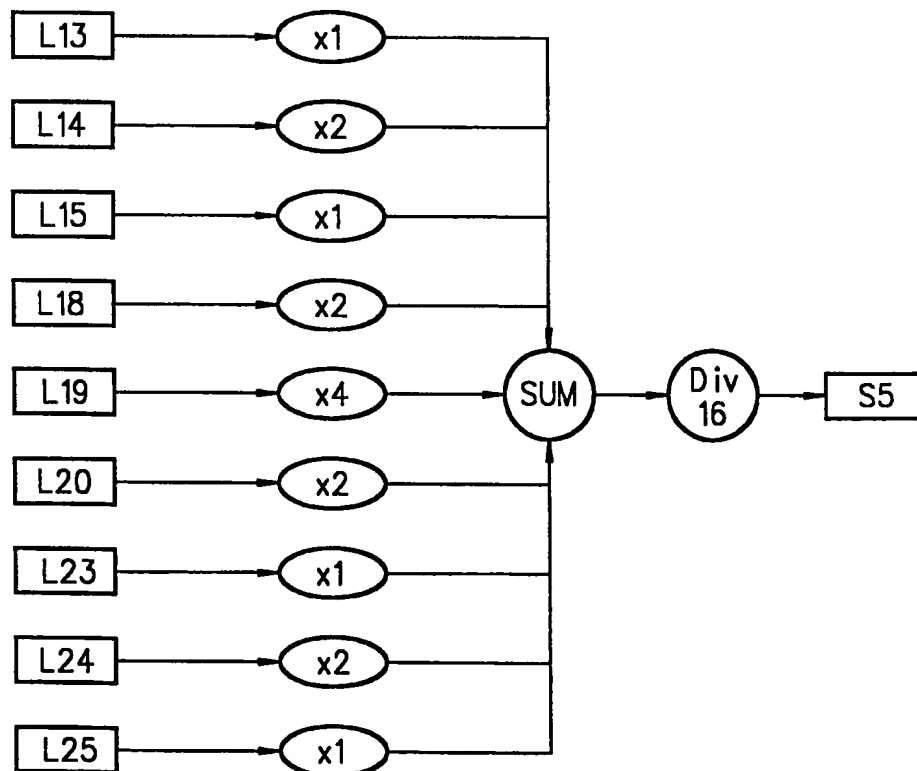 L13 x1
L14 x2
L15 x1
L18 x2
L19 x4 SUM Div 16 S5
L20 x2
L23 x1
L24 x2
L25 x1